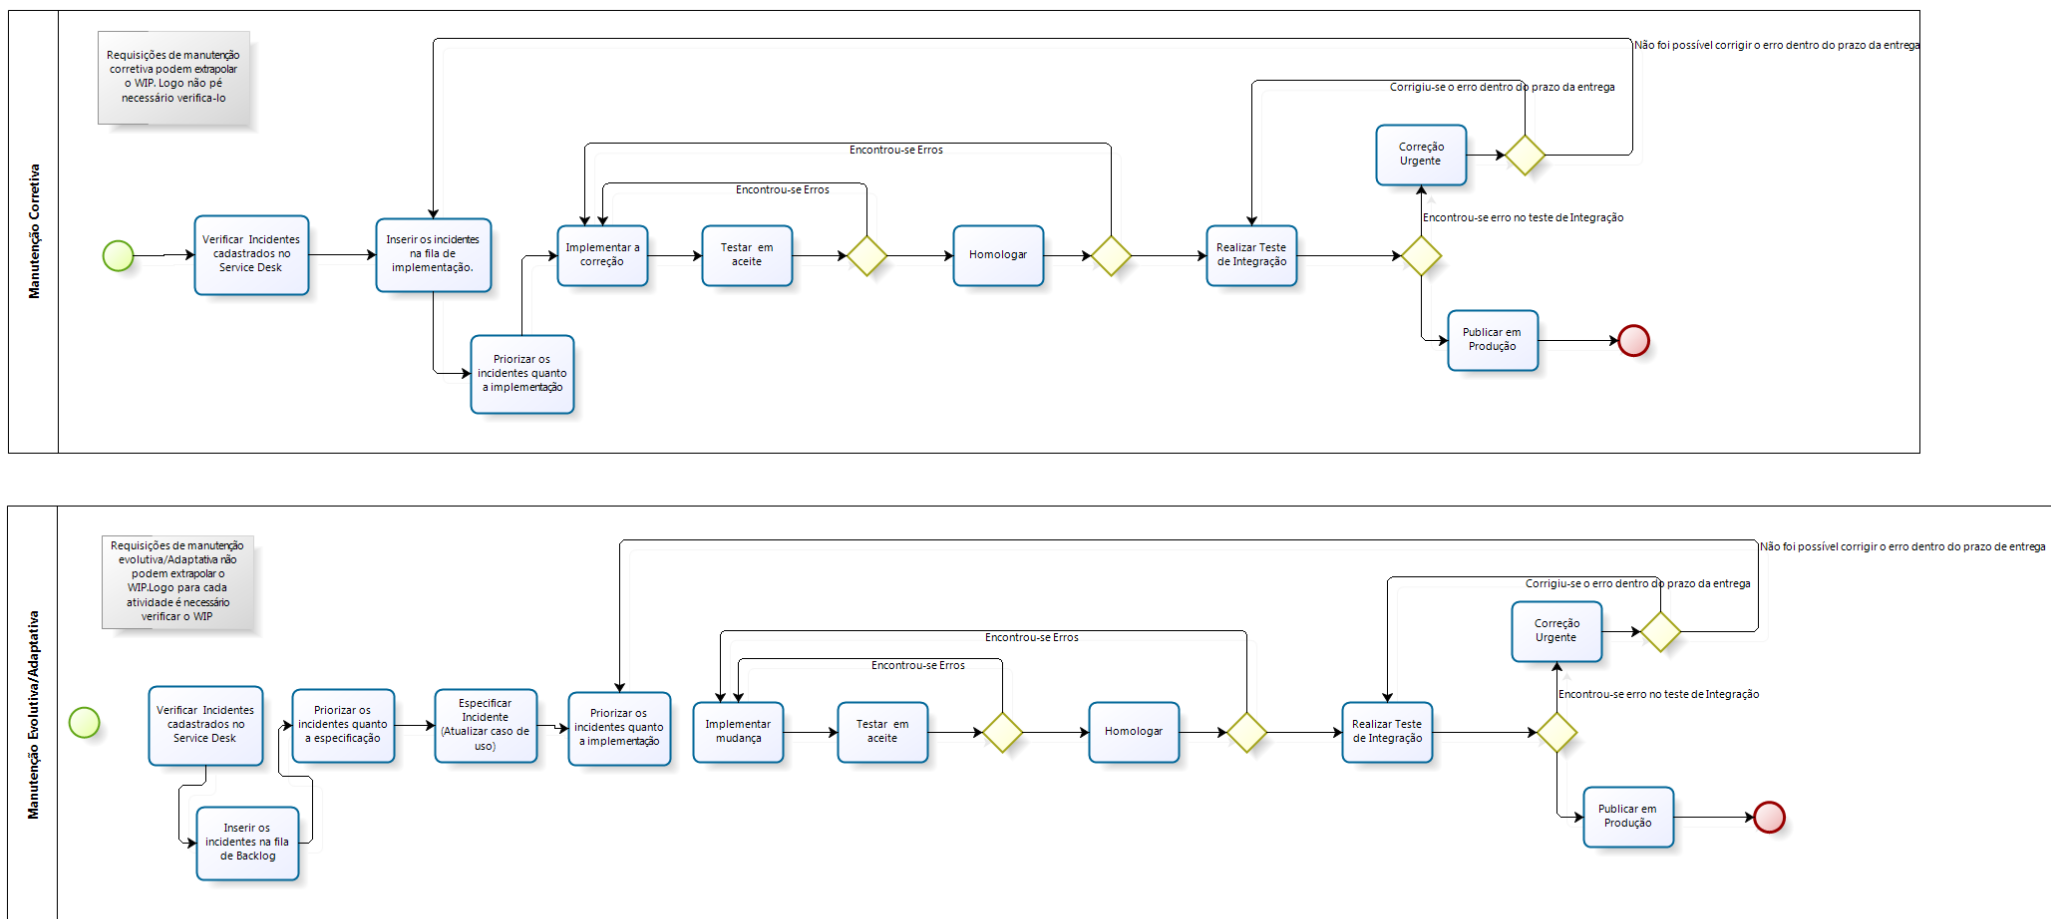 Manutenção Corretiva
Requisições de manutenção
corretiva podem extrapolar
o WIP. Logo não pé
necessário verifica-lo
Não foi possível corrigir o erro dentro do prazo da entrega
Corrigiu-se o erro dentro do prazo da entrega
Correção
Urgente
Encontrou-se Erros
Encontrou-se Erros
Encontrou-se erro no teste de Integração
Verificar Incidentes
cadastrados no
Service Desk
Inserir os incidentes
na fila de
implementação.
Implementar a
correção
Testar em
aceite
Homologar
Realizar Teste
de Integração
Publicar em
Produção
Priorizar os
incidentes quanto
a implementação
Manutenção Evolutiva/Adaptativa
Requisições de manutenção
evolutiva/Adaptativa não
podem extrapolar o
WIP.Logo para cada
atividade é necessário
verificar o WIP
Não foi possível corrigir o erro dentro do prazo de entrega
Corrigiu-se o erro dentro do prazo da entrega
Correção
Urgente
Encontrou-se Erros
Encontrou-se Erros
Encontrou-se erro no teste de Integração
Verificar Incidentes
cadastrados no
Service Desk
Priorizar os
incidentes quanto
a especificação
Especificar
Incidente
(Atualizar caso de
uso)
Priorizar os
incidentes quanto
a implementação
Implementar
mudança
Testar em
aceite
Homologar
Realizar Teste
de Integração
Publicar em
Produção
Inserir os
incidentes na fila
de Backlog